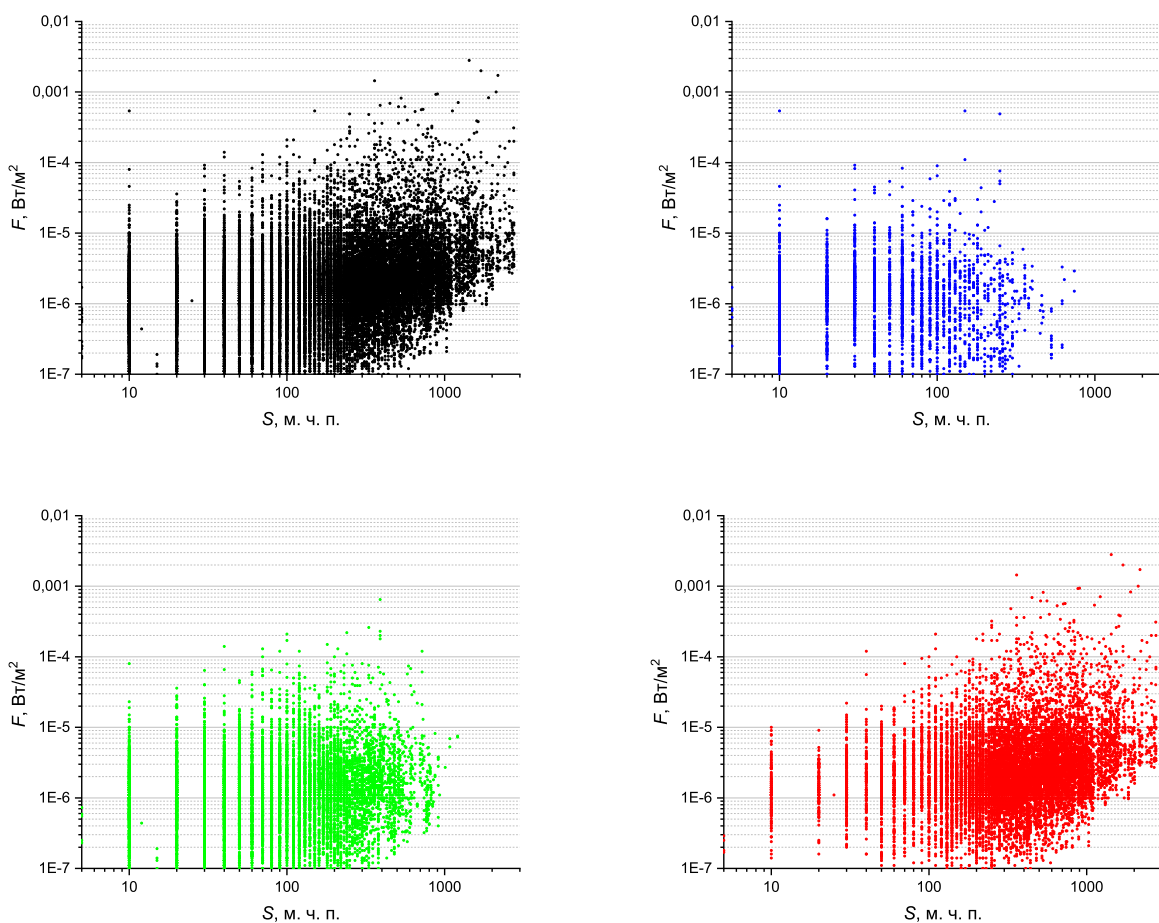 0,01
0,001
1E-4
1E-5
1E-6
1E-7
F, Вт/м²
10
100
1000
S, м. ч. п.
0,01
0,001
1E-4
1E-5
1E-6
1E-7
F, Вт/м²
10
100
1000
S, м. ч. п.
0,01
0,001
1E-4
1E-5
1E-6
1E-7
F, Вт/м²
10
100
1000
S, м. ч. п.
0,01
0,001
1E-4
1E-5
1E-6
1E-7
F, Вт/м²
10
100
1000
S, м. ч. п.